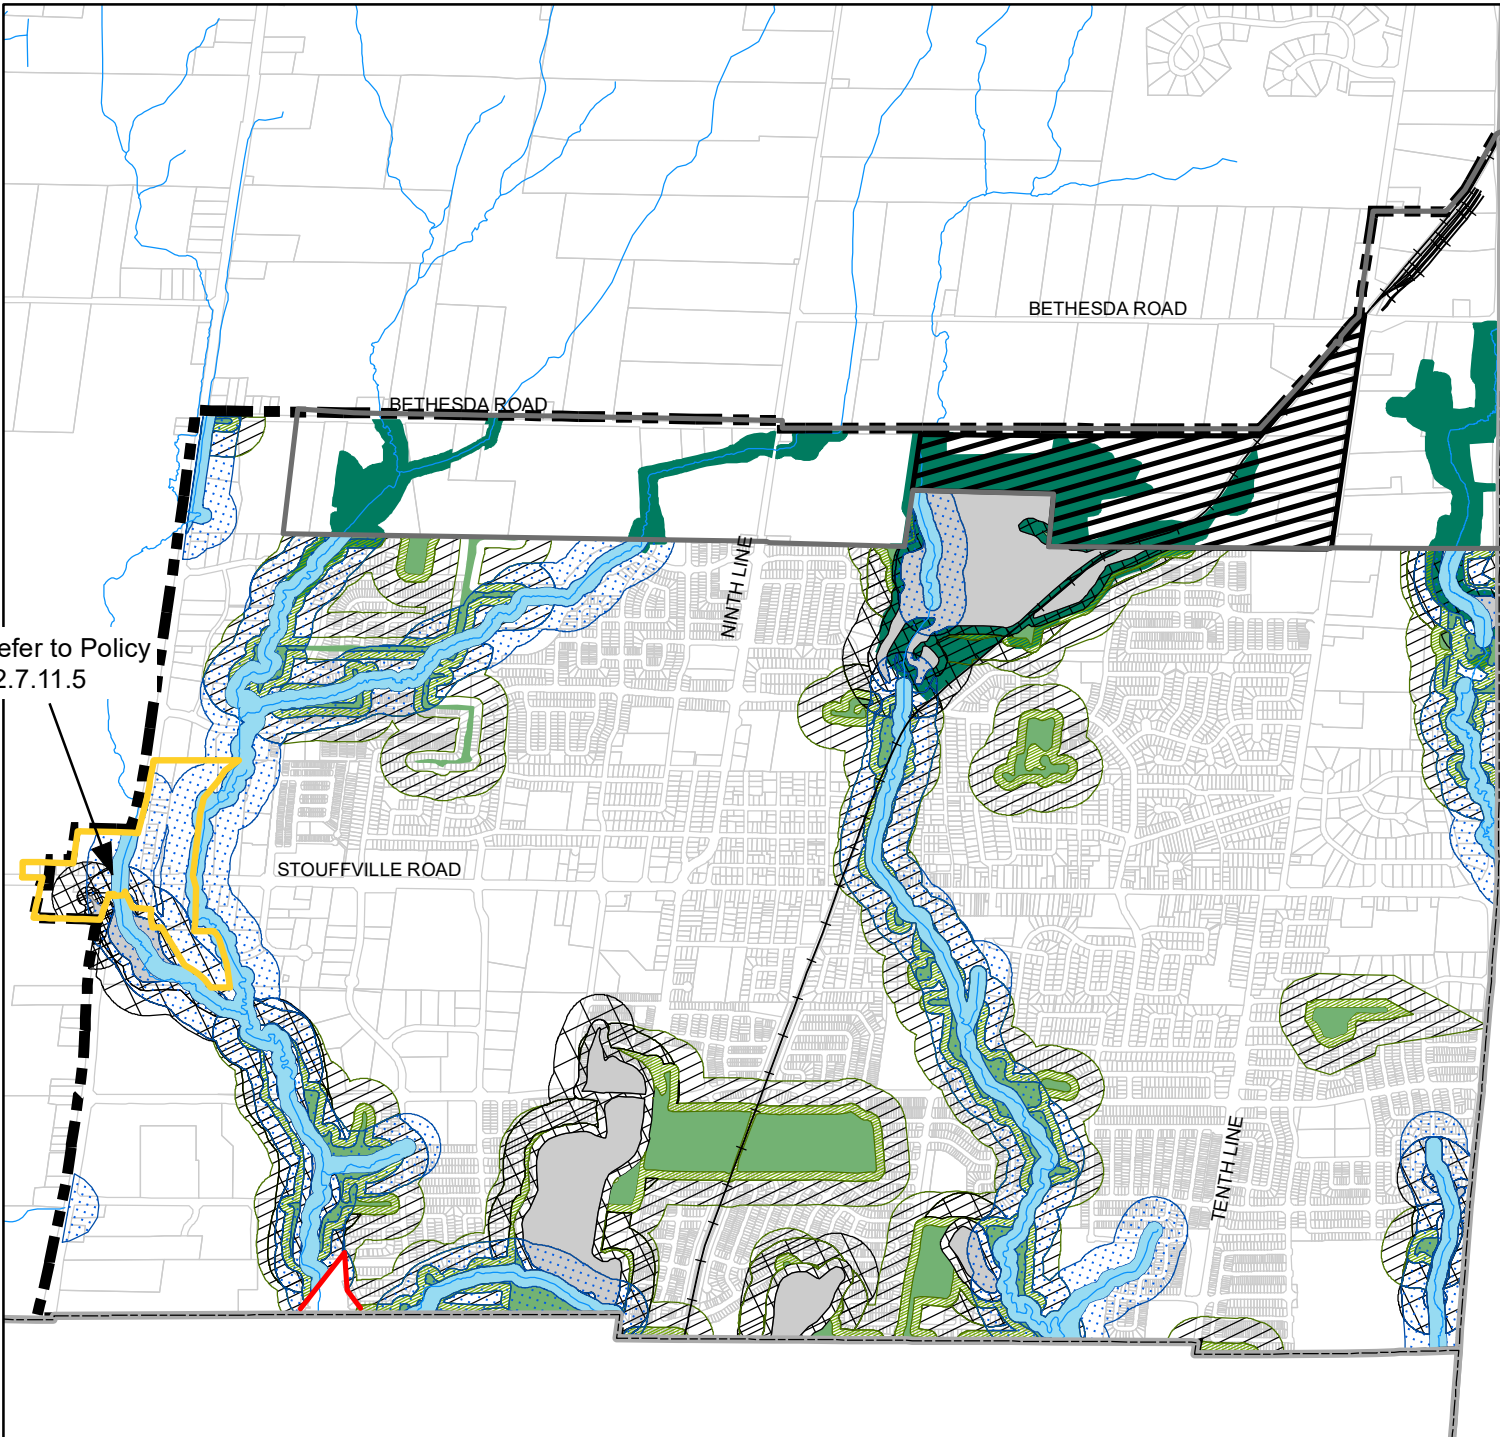 BETHESDA ROAD
BETHESDA ROAD
NINTH LINE
efer to Policy
2.7.11.5
STOUFFVILLE ROAD
TENTH LINE